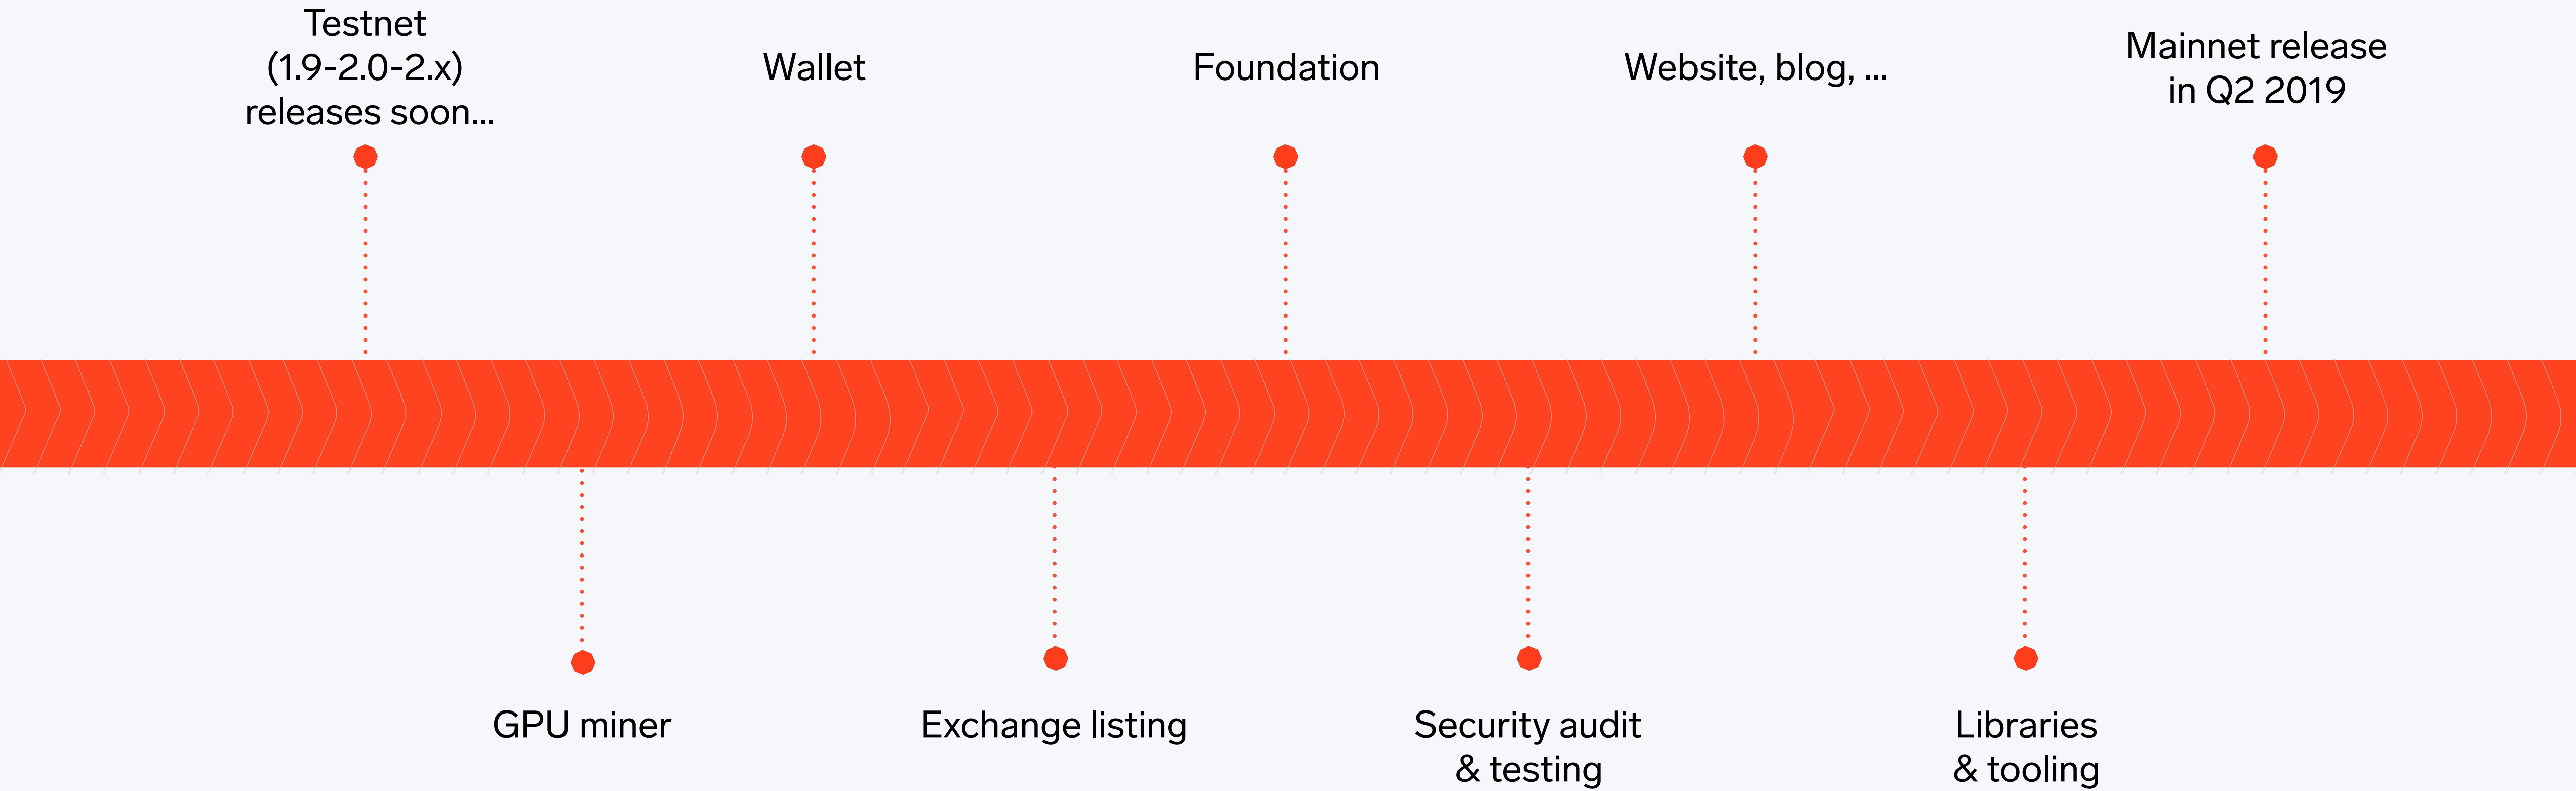 Testnet
(1.9-2.0-2.x)
releases soon...
Wallet
Foundation
Website, blog, ...
Mainnet release
in Q2 2019
GPU miner
Exchange listing
Security audit
& testing
Libraries
& tooling